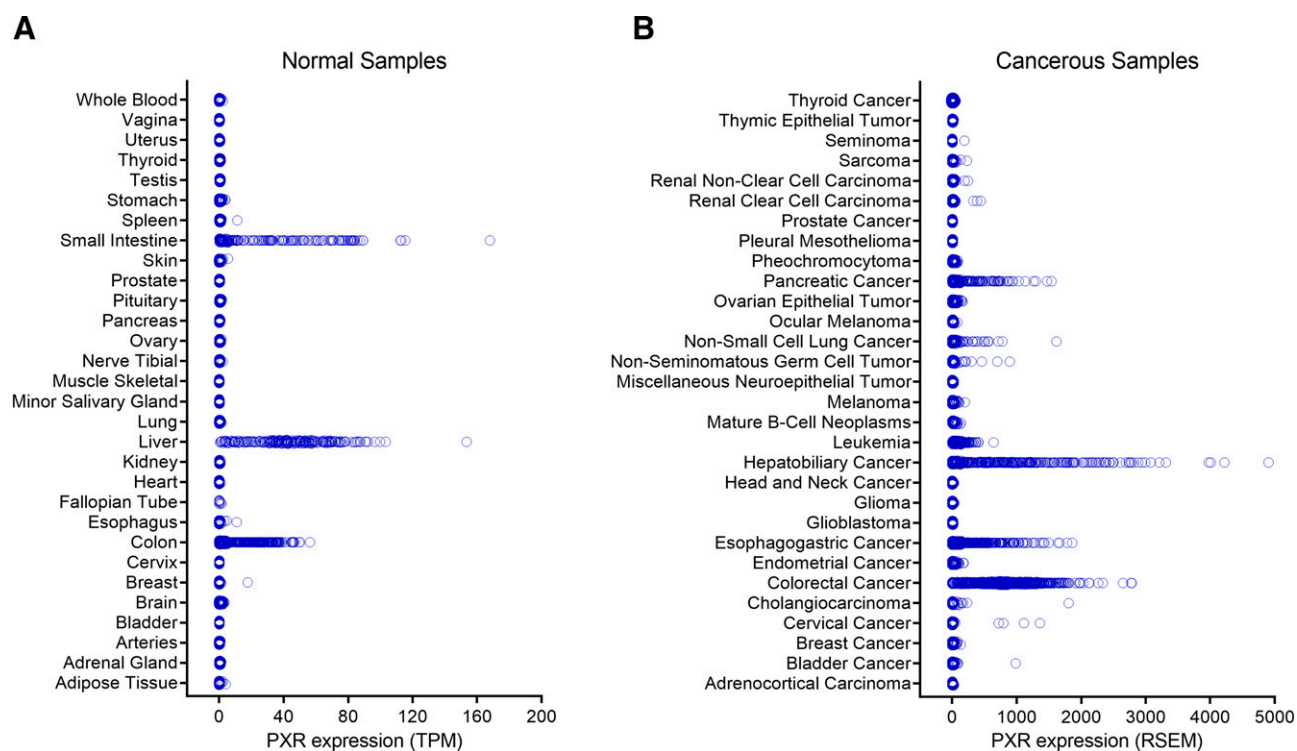 A
Normal Samples
Whole Blood
Vagina
Uterus
Thyroid
Testis
Stomach
Spleen
Small Intestine
Skin
Prostate
Pituitary
Pancreas
Ovary
Nerve Tibial
Muscle Skeletal
Minor Salivary Gland
Lung
Liver
Kidney
Heart
Fallopian Tube
Esophagus
Colon
Cervix
Breast
Brain
Bladder
Arteries
Adrenal Gland
Adipose Tissue
0 40 80 120 160 200
PXR expression (TPM)
B
Cancerous Samples
Thyroid Cancer
Thymic Epithelial Tumor
Seminoma
Sarcoma
Renal Non-Clear Cell Carcinoma
Renal Clear Cell Carcinoma
Prostate Cancer
Pleural Mesothelioma
Pheochromocytoma
Pancreatic Cancer
Ovarian Epithelial Tumor
Ocular Melanoma
Non-Small Cell Lung Cancer
Non-Seminomatous Germ Cell Tumor
Miscellaneous Neuroepithelial Tumor
Melanoma
Mature B-Cell Neoplasms
Leukemia
Hepatobiliary Cancer
Head and Neck Cancer
Glioma
Glioblastoma
Esophagogastric Cancer
Endometrial Cancer
Colorectal Cancer
Cholangiocarcinoma
Cervical Cancer
Breast Cancer
Bladder Cancer
Adrenocortical Carcinoma
0 1000 2000 3000 4000 5000
PXR expression (RSEM)